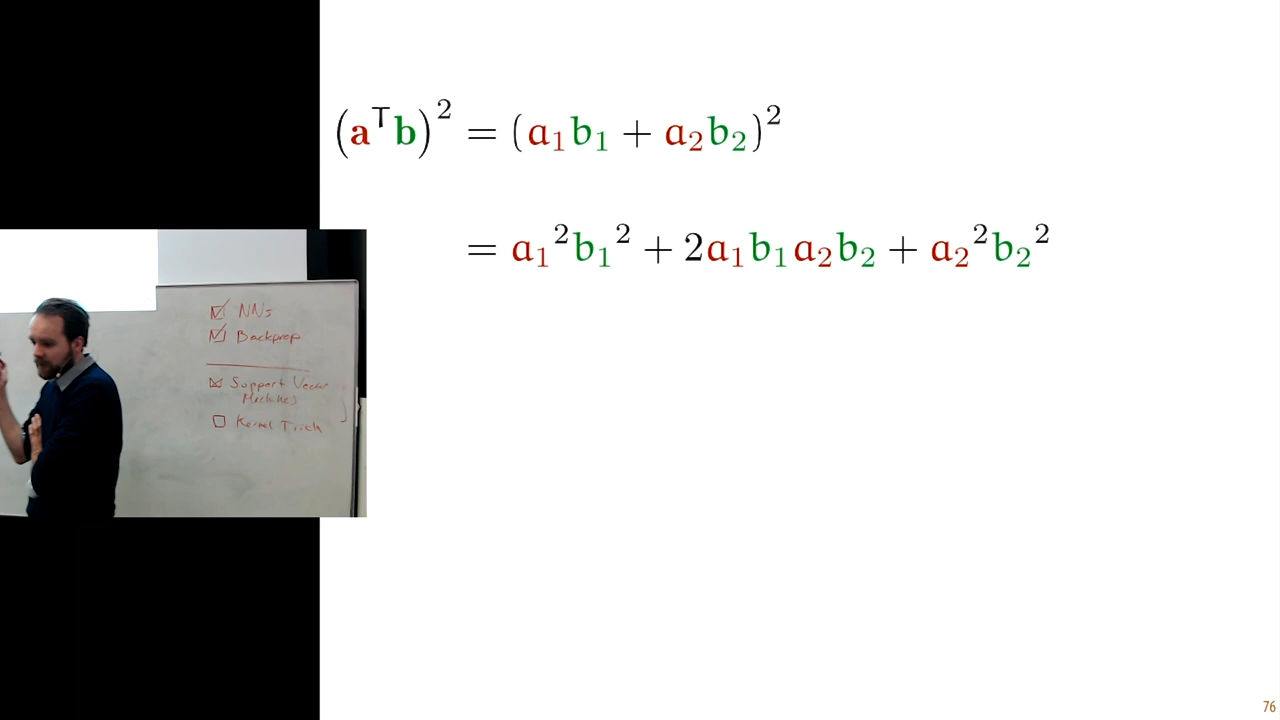 (aᵀb)² = (a₁b₁ + a₂b₂)²
= a₁²b₁² + 2a₁b₁a₂b₂ + a₂²b₂²
☑ NNs
☑ Backprop
☒ Support Vector
Machines
☐ Kernel Trick
76